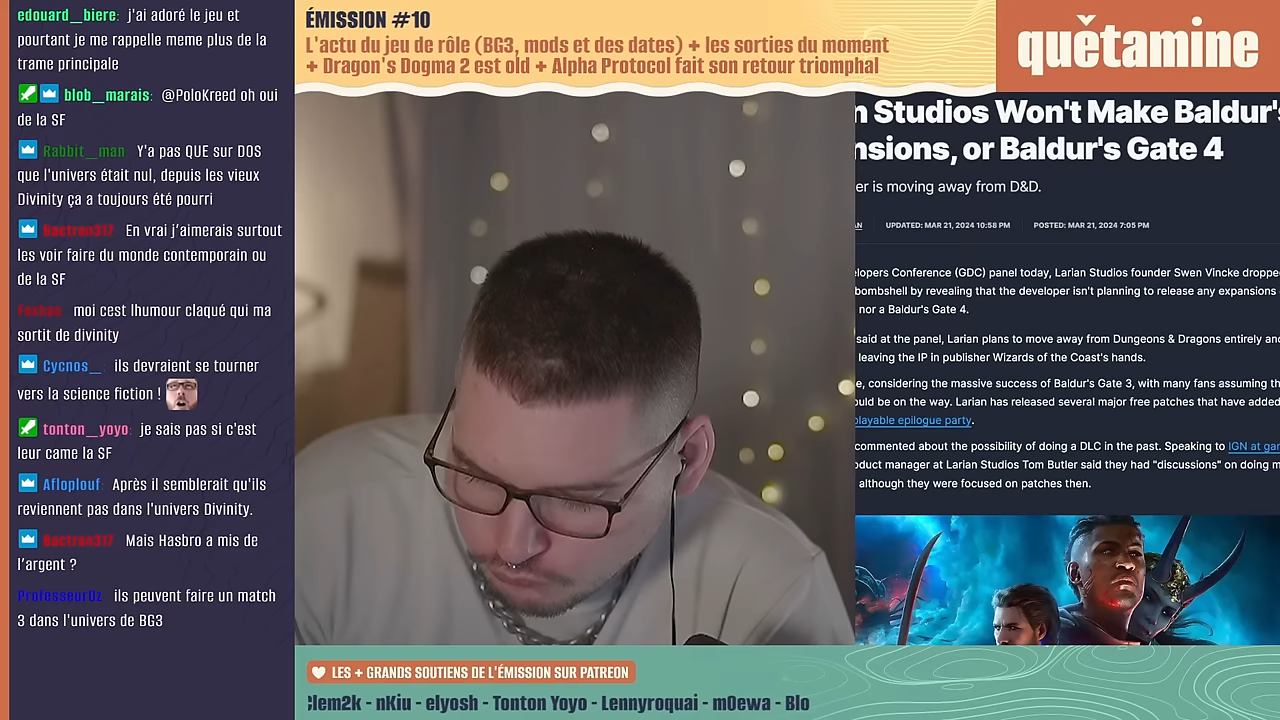 edouard__biere: j'ai adoré le jeu et
pourtant je me rappelle meme plus de la
trame principale
blob__marais: @PoloKreed oh oui
de la SF
Rabbit__man Y'a pas QUE sur DOS
que l'univers était nul, depuis les vieux
Divinity ça a toujours été pourri
Bactron317 En vrai j'aimerais surtout
les voir faire du monde contemporain ou
de la SF
moi cest lhumour claqué qui ma
sortit de divinity
Cycnos__: ils devraient se tourner
vers la science fiction !
tonton__yoyo: je sais pas si c'est
leur came la SF
Afloplouf: Après il semblerait qu'ils
reviennent pas dans l'univers Divinity.
Bactron317 Mais Hasbro a mis de
l'argent ?
ProfesseurOz ils peuvent faire un match
3 dans l'univers de BG3
ÉMISSION #10
L'actu du jeu de rôle (BG3, mods et des dates) + les sorties du moment
+ Dragon's Dogma 2 est old + Alpha Protocol fait son retour triomphal
quětamine
n Studios Won't Make Baldur's
nsions, or Baldur's Gate 4
er is moving away from D&D.
AN UPDATED: MAR 21, 2024 10:58 PM POSTED: MAR 21, 2024 7:05 PM
elopers Conference (GDC) panel today, Larian Studios founder Swen Vincke droppe
bombshell by revealing that the developer isn't planning to release any expansions
nor a Baldur's Gate 4.
said at the panel, Larian plans to move away from Dungeons & Dragons entirely and
leaving the IP in publisher Wizards of the Coast's hands.
e, considering the massive success of Baldur's Gate 3, with many fans assuming th
ould be on the way. Larian has released several major free patches that have added
playable epilogue party.
commented about the possibility of doing a DLC in the past. Speaking to IGN at gam
oduct manager at Larian Studios Tom Butler said they had "discussions" on doing m
although they were focused on patches then.
LES + GRANDS SOUTIENS DE L'ÉMISSION SUR PATREON
lem2k - nKiu - elyosh - Tonton Yoyo - Lennyroquai - m0ewa - Blo